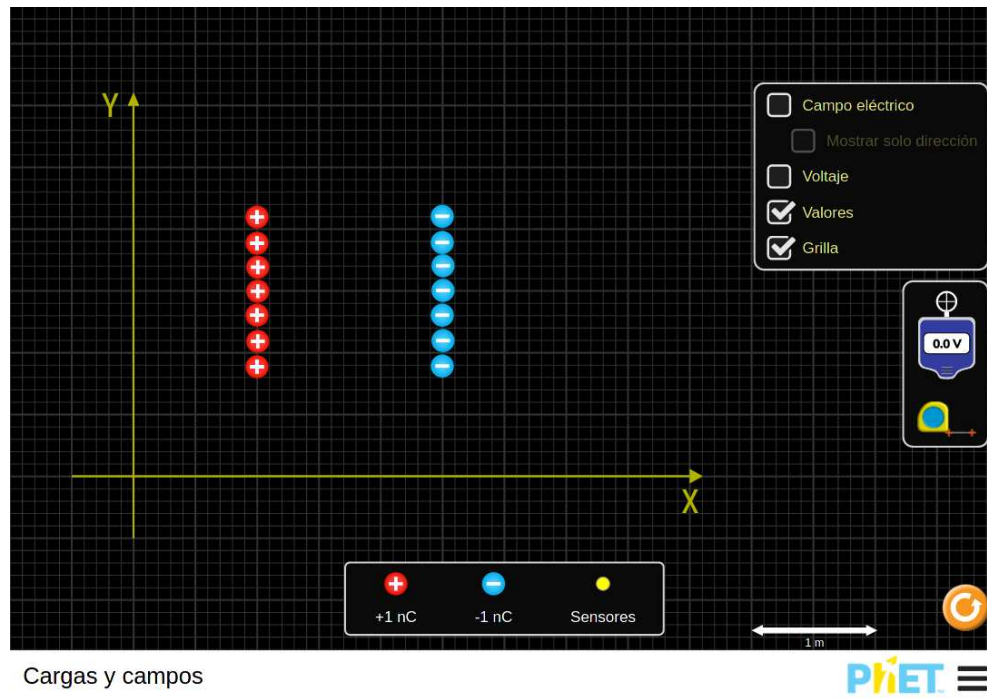 Y
Campo eléctrico
Mostrar solo dirección
Voltaje
Valores
Grilla
0.0 V
X
+1 nC
-1 nC
Sensores
1 m
Cargas y campos
PhET